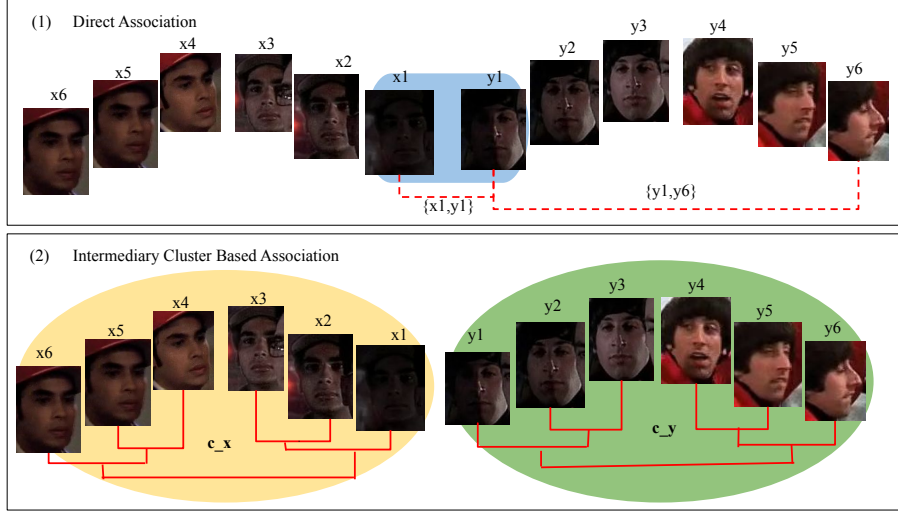 (1) Direct Association
x6 x5 x4 x3 x2 x1 y1 y2 y3 y4 y5 y6
{x1,y1} {y1,y6}
(2) Intermediary Cluster Based Association
x6 x5 x4 x3 x2 x1 y1 y2 y3 y4 y5 y6
c_x c_y